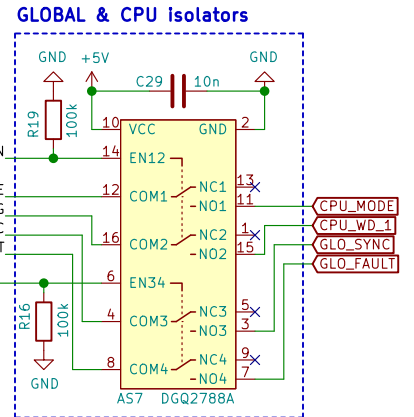 GLOBAL & CPU isolators
GND
+5V
GND
C29
10n
R19
100k
10
VCC
GND
2
N
14
EN12
E
12
COM1
NC1
13
NO1
11
CPU_MODE
G
16
COM2
NC2
1
CPU_WD_1
C
NO2
15
GLO_SYNC
T
GLO_FAULT
6
EN34
R16
100k
NC3
5
4
COM3
NO3
3
NC4
9
8
COM4
NO4
7
GND
AS7
DGQ2788A